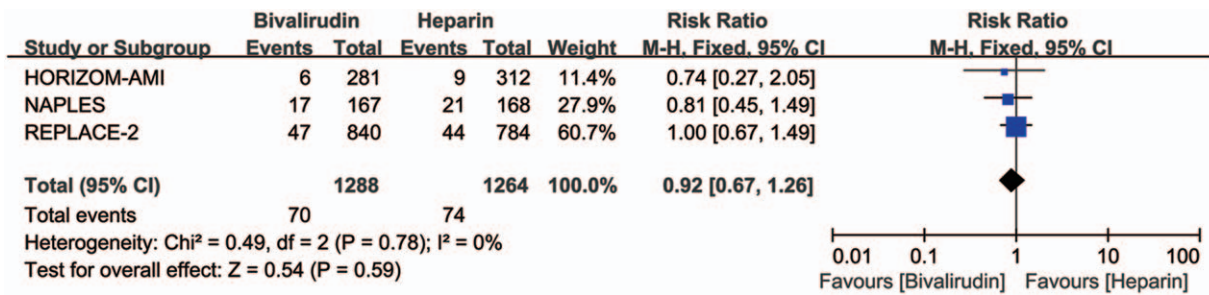 Bivalirudin Heparin Risk Ratio Risk Ratio
Study or Subgroup Events Total Events Total Weight M-H, Fixed, 95% CI M-H, Fixed, 95% CI
HORIZOM-AMI 6 281 9 312 11.4% 0.74 [0.27, 2.05]
NAPLES 17 167 21 168 27.9% 0.81 [0.45, 1.49]
REPLACE-2 47 840 44 784 60.7% 1.00 [0.67, 1.49]
Total (95% CI) 1288 1264 100.0% 0.92 [0.67, 1.26]
Total events 70 74
Heterogeneity: Chi² = 0.49, df = 2 (P = 0.78); I² = 0%
Test for overall effect: Z = 0.54 (P = 0.59)
0.01 0.1 1 10 100
Favours [Bivalirudin] Favours [Heparin]